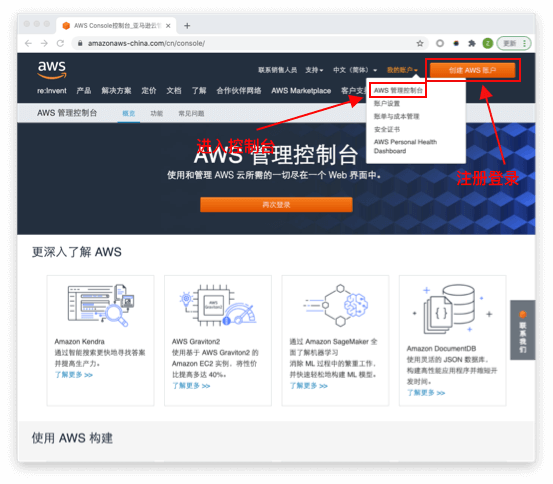 AWS Console控制台_亚马逊云
amazonaws-china.com/cn/console/
更新
aws
联系销售人员 支持 中文（简体） 我的账户 创建 AWS 账户
re:Invent 产品 解决方案 定价 文档 了解 合作伙伴网络 AWS Marketplace 客户支
AWS 管理控制台
账户设置
账单与成本管理
安全证书
AWS Personal Health
Dashboard
AWS 管理控制台 概览 功能 常见问题
进入控制台
注册登录
AWS 管理控制台
使用和管理 AWS 云所需的一切尽在一个 Web 界面中。
再次登录
更深入了解 AWS
Amazon Kendra
通过智能搜索更快地寻找答案
并提高生产力。
了解更多 >>
AWS Graviton2
使用基于 AWS Graviton2 的
Amazon EC2 实例，将性价
比提高多达 40%。
了解更多 >>
通过 Amazon SageMaker 全
面了解机器学习
消除 ML 过程中的繁重工作，
并快速轻松地构建 ML 模型。
了解更多 >>
Amazon DocumentDB
使用灵活的 JSON 数据库，
构建高性能应用程序并缩短
开发时间。
了解更多 >>
联系我们
使用 AWS 构建